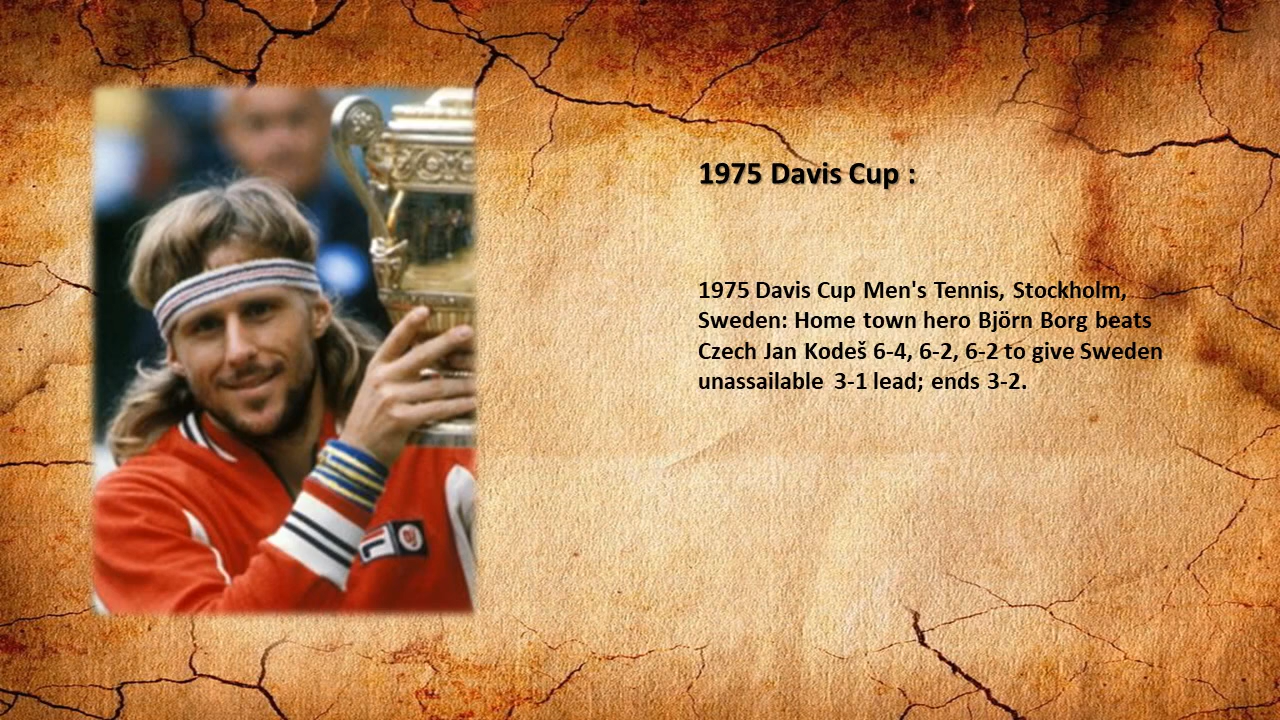 1975 Davis Cup :
1975 Davis Cup Men's Tennis, Stockholm,
Sweden: Home town hero Björn Borg beats
Czech Jan Kodeš 6-4, 6-2, 6-2 to give Sweden
unassailable 3-1 lead; ends 3-2.